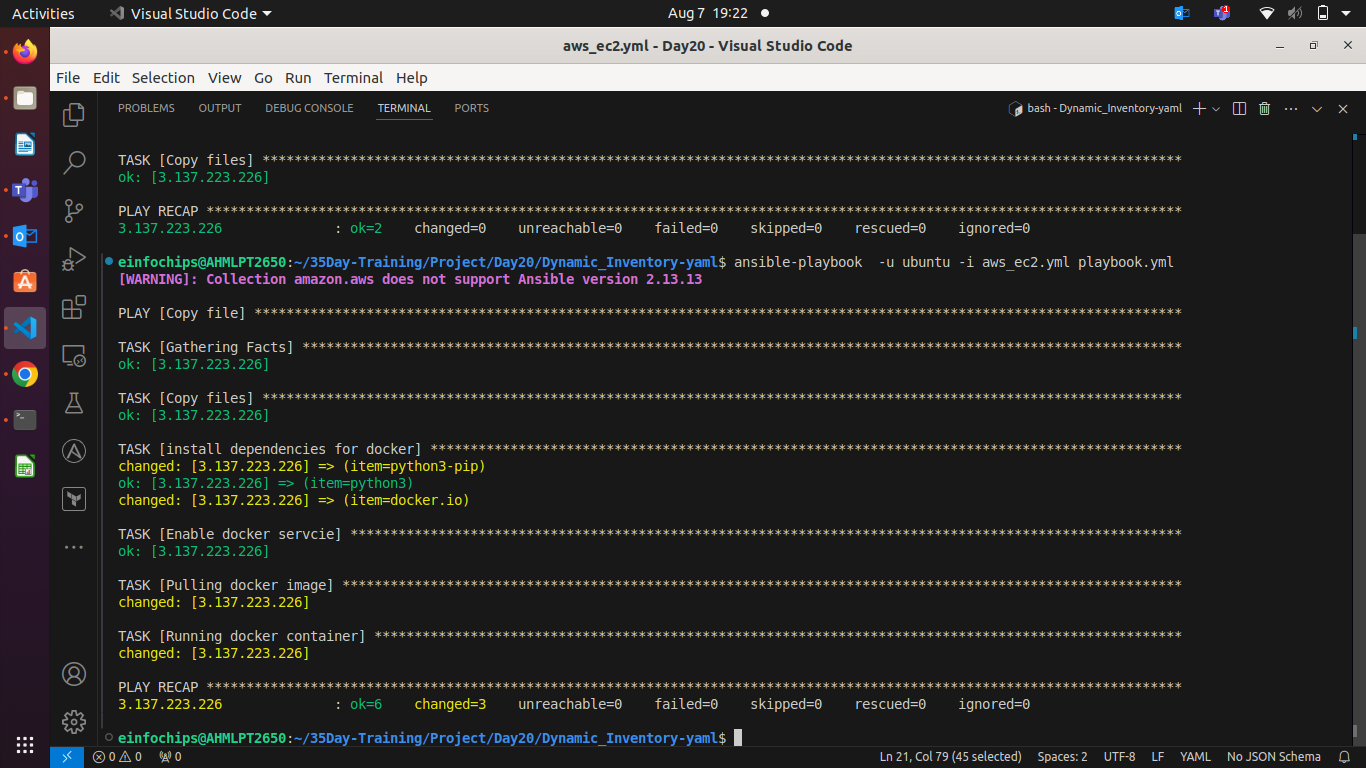 Activities Visual Studio Code Aug 7 19:22 1
aws_ec2.yml - Day20 - Visual Studio Code
File Edit Selection View Go Run Terminal Help
PROBLEMS OUTPUT DEBUG CONSOLE TERMINAL PORTS bash - Dynamic_Inventory-yaml
TASK [Copy files] *******************************************************************************************************************
ok: [3.137.223.226]
PLAY RECAP **************************************************************************************************************************
3.137.223.226 : ok=2 changed=0 unreachable=0 failed=0 skipped=0 rescued=0 ignored=0
einfochips@AHMLPT2650:~/35Day-Training/Project/Day20/Dynamic_Inventory-yaml$ ansible-playbook  -u ubuntu -i aws_ec2.yml playbook.yml
[WARNING]: Collection amazon.aws does not support Ansible version 2.13.13
PLAY [Copy file] ********************************************************************************************************************
TASK [Gathering Facts] **************************************************************************************************************
ok: [3.137.223.226]
TASK [Copy files] *******************************************************************************************************************
ok: [3.137.223.226]
TASK [install dependencies for docker] **********************************************************************************************
changed: [3.137.223.226] => (item=python3-pip)
ok: [3.137.223.226] => (item=python3)
changed: [3.137.223.226] => (item=docker.io)
TASK [Enable docker servcie] ********************************************************************************************************
ok: [3.137.223.226]
TASK [Pulling docker image] *********************************************************************************************************
changed: [3.137.223.226]
TASK [Running docker container] *****************************************************************************************************
changed: [3.137.223.226]
PLAY RECAP **************************************************************************************************************************
3.137.223.226 : ok=6 changed=3 unreachable=0 failed=0 skipped=0 rescued=0 ignored=0
einfochips@AHMLPT2650:~/35Day-Training/Project/Day20/Dynamic_Inventory-yaml$
0 0 0 Ln 21, Col 79 (45 selected) Spaces: 2 UTF-8 LF YAML No JSON Schema